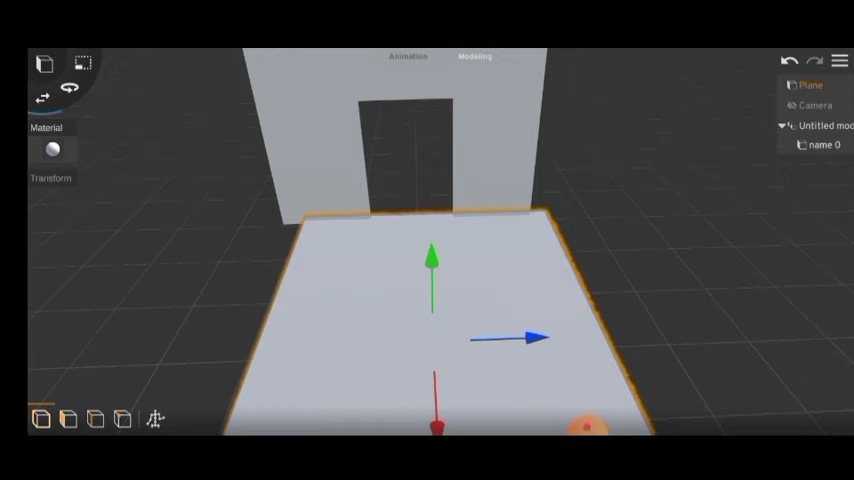 Animation Modeling
Plane
Camera
Material
Untitled mod
name 0
Transform